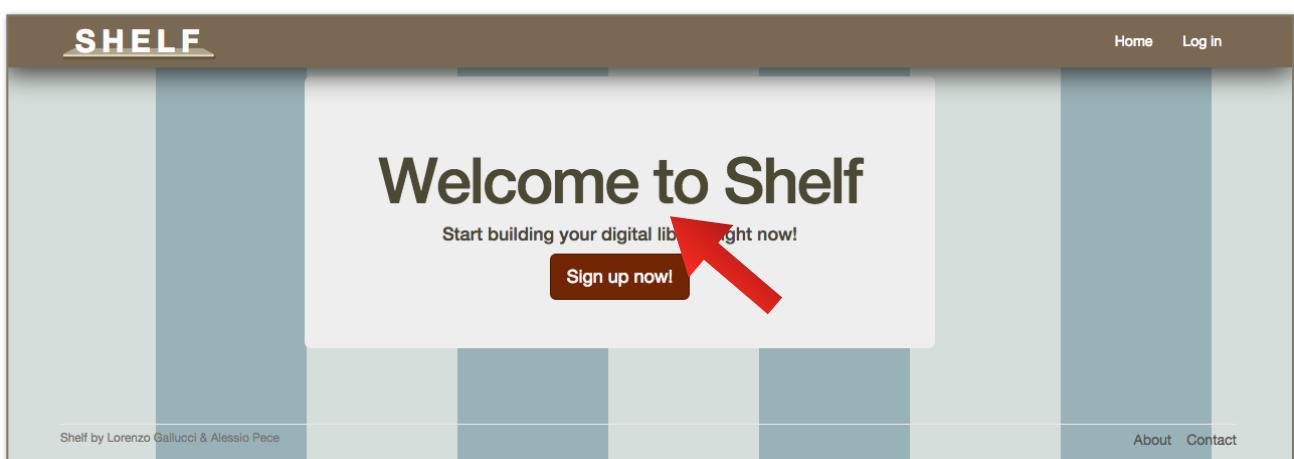 SHELF
Home Log in
Welcome to Shelf
Start building your digital right now!
Sign up now!
Shelf by Lorenzo Gallucci & Alessio Pece
About Contact